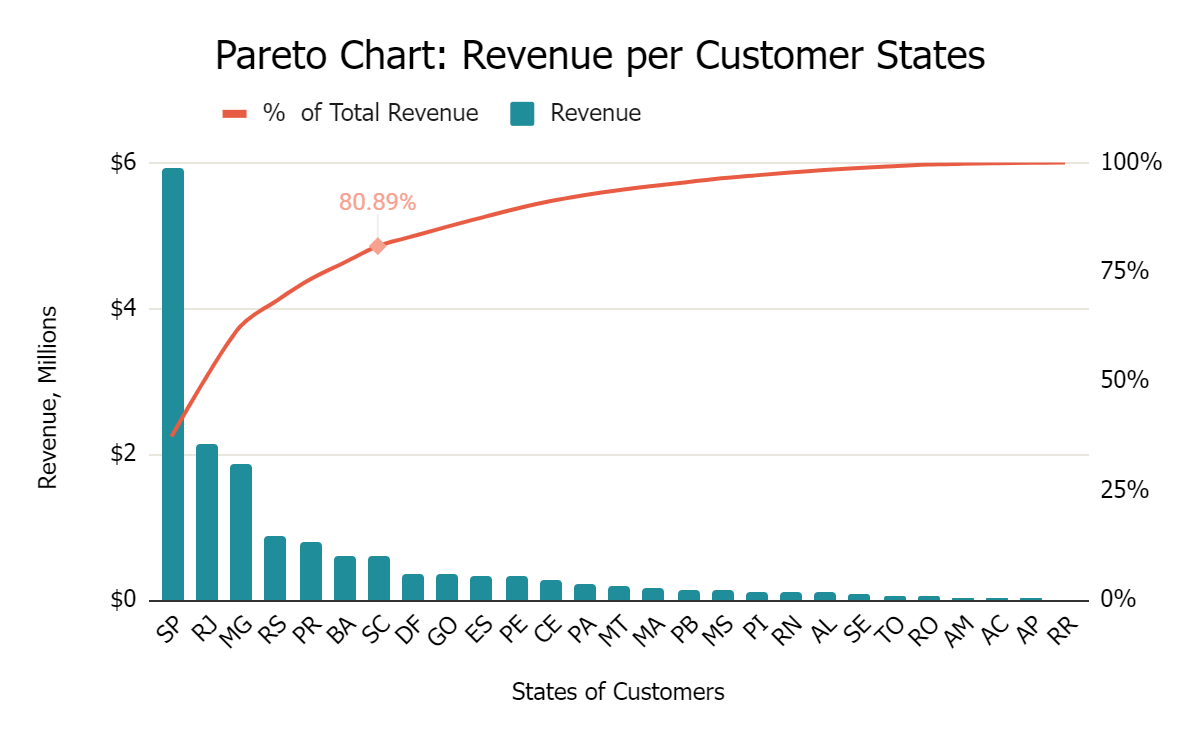 Pareto Chart: Revenue per Customer States
% of Total Revenue Revenue
$6 100%
80.89%
75%
$4
50%
$2
25%
$0 0%
Revenue, Millions
SP RJ MG RS PR BA SC DF GO ES PE CE PA MT MA PB MS PI RN AL SE TO RO AM AC AP RR
States of Customers